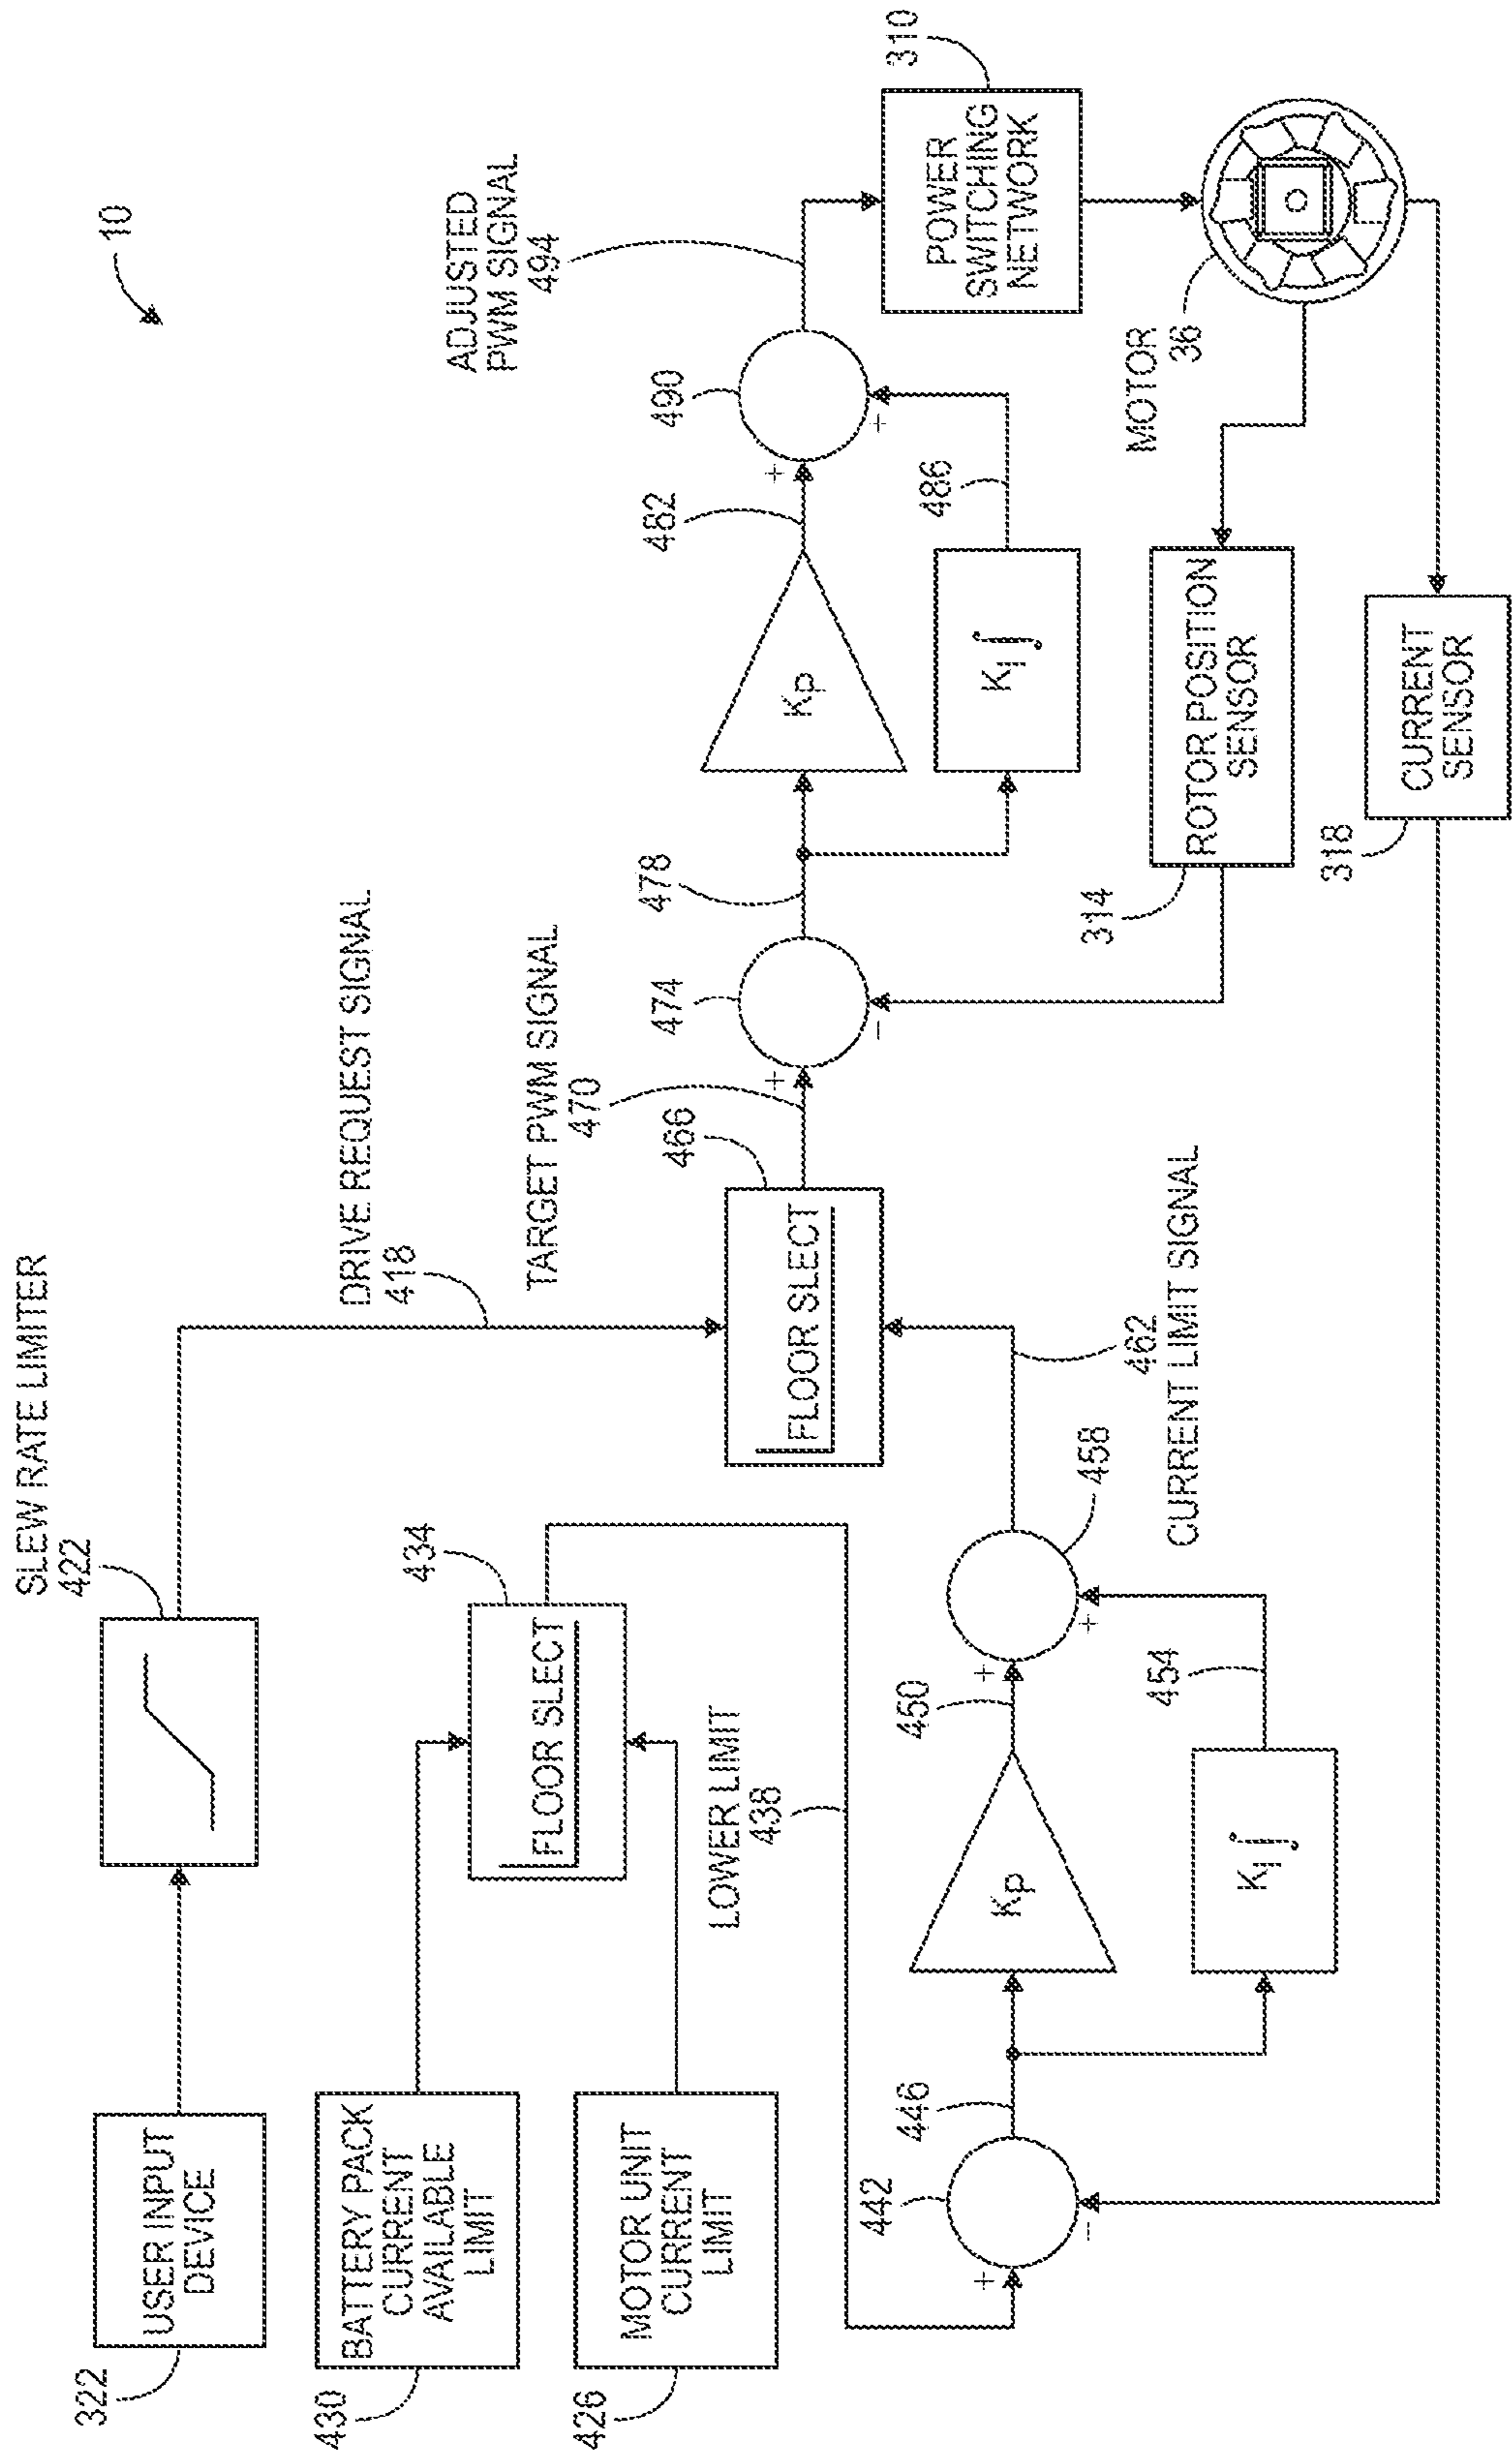 10
SLEW RATE LIMITER
422
USER INPUT
DEVICE
322
DRIVE REQUEST SIGNAL
418
BATTERY PACK
CURRENT
AVAILABLE
LIMIT
430
FLOOR SLECT
434
MOTOR UNIT
CURRENT
LIMIT
426
LOWER LIMIT
438
TARGET PWM SIGNAL
470
FLOOR SLECT
466
+
-
474
478
KP
482
+
+
490
KI∫
486
ADJUSTED
PWM SIGNAL
494
POWER
SWITCHING
NETWORK
310
MOTOR
36
ROTOR POSITION
SENSOR
314
CURRENT
SENSOR
318
+
-
442
446
KP
450
KI∫
454
+
+
458
462
CURRENT LIMIT SIGNAL